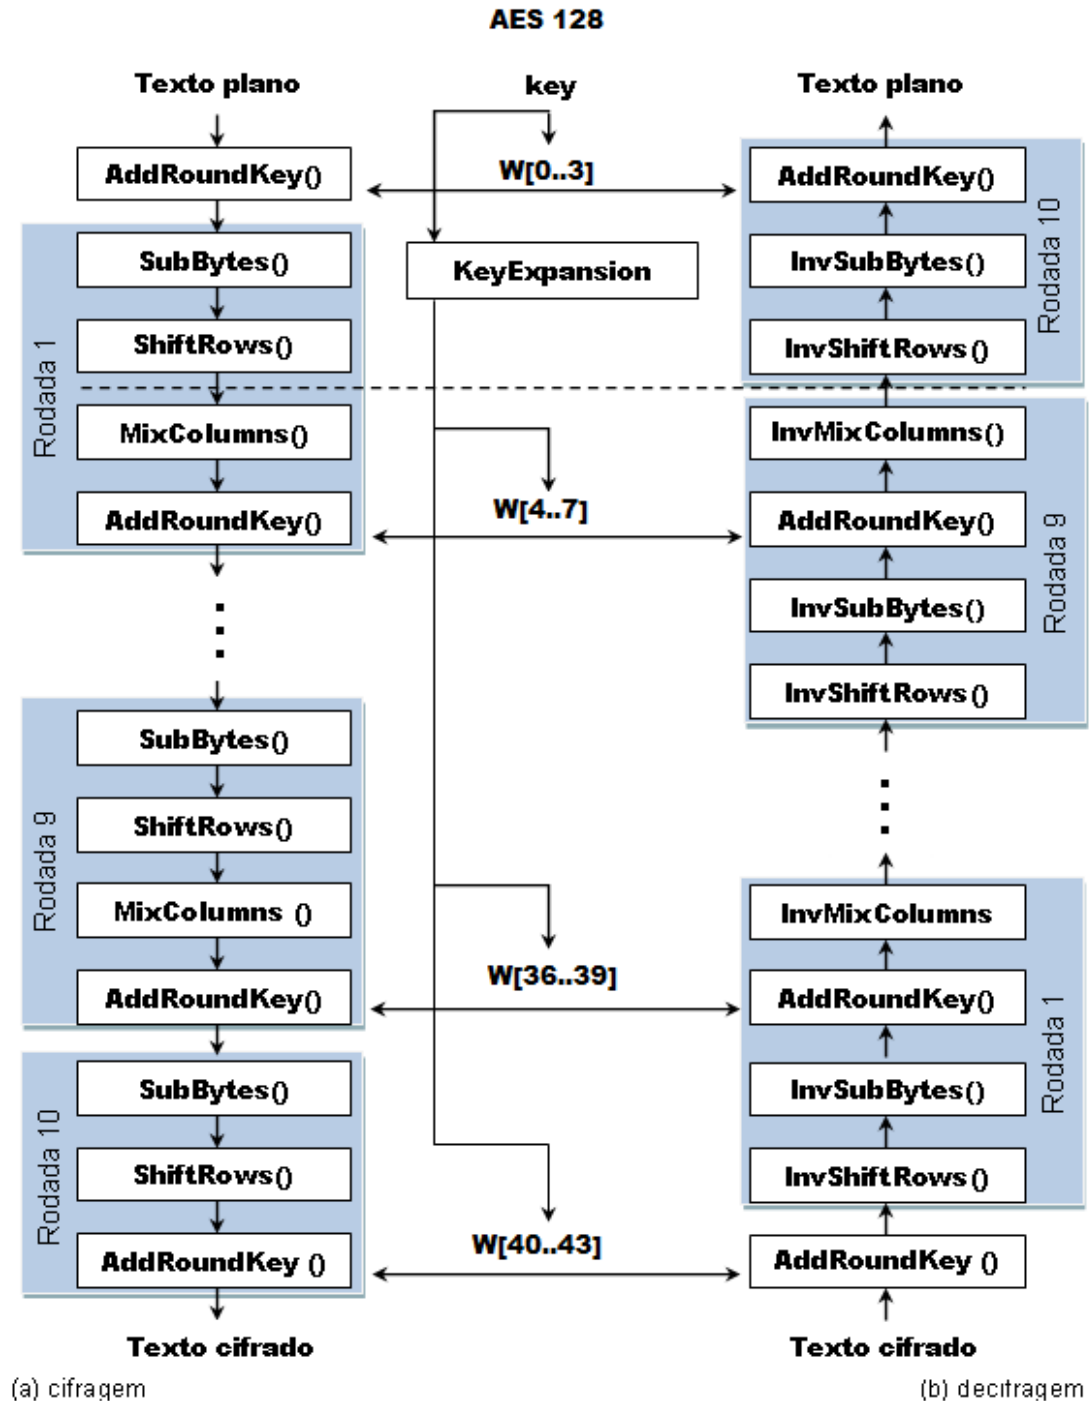 AES 128
Texto plano
AddRoundKey()
Rodada 1
SubBytes()
ShiftRows()
MixColumns()
AddRoundKey()
Rodada 9
SubBytes()
ShiftRows()
MixColumns ()
AddRoundKey()
Rodada 10
SubBytes()
ShiftRows()
AddRoundKey ()
Texto cifrado
(a) cifragem
key
W[0..3]
KeyExpansion
W[4..7]
W[36..39]
W[40..43]
Texto plano
Rodada 10
AddRoundKey()
InvSubBytes()
InvShiftRows()
Rodada 9
InvMixColumns()
AddRoundKey()
InvSubBytes()
InvShiftRows()
Rodada 1
InvMixColumns
AddRoundKey()
InvSubBytes()
InvShiftRows()
AddRoundKey ()
Texto cifrado
(b) decifragem